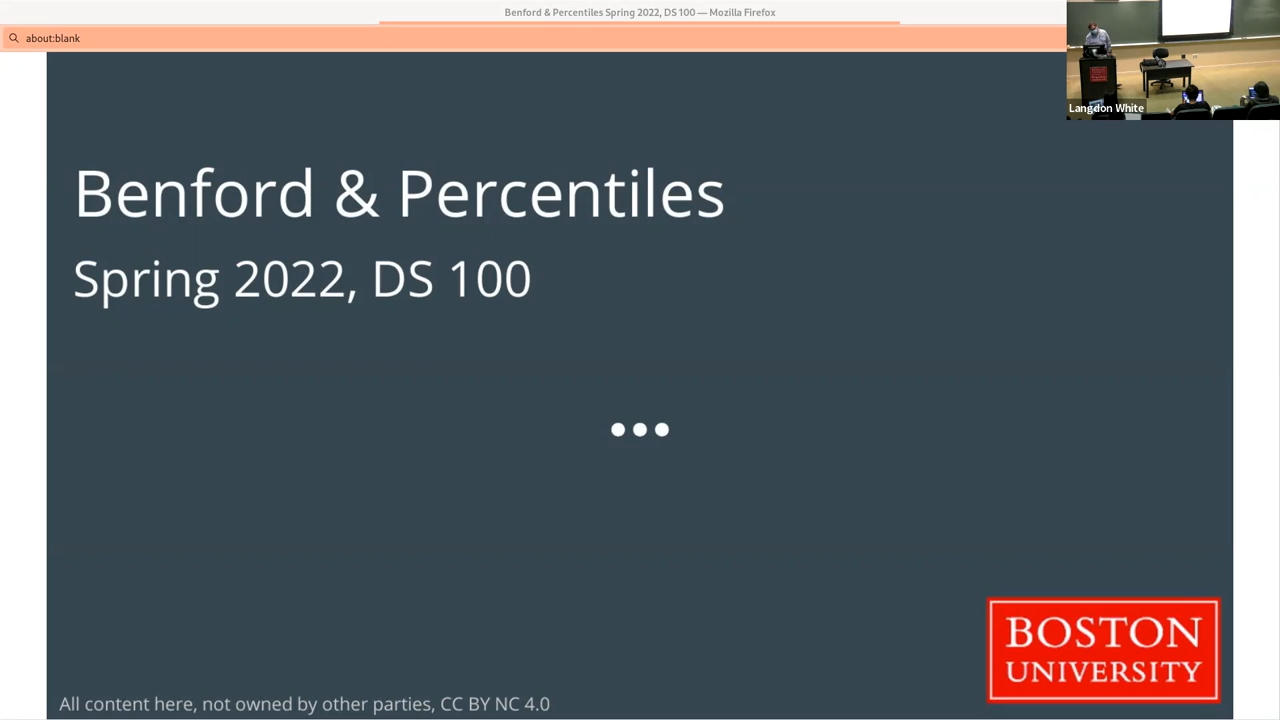 Benford & Percentiles Spring 2022, DS 100 — Mozilla Firefox
about:blank
Langdon White
Benford & Percentiles
Spring 2022, DS 100
BOSTON
UNIVERSITY
All content here, not owned by other parties, CC BY NC 4.0